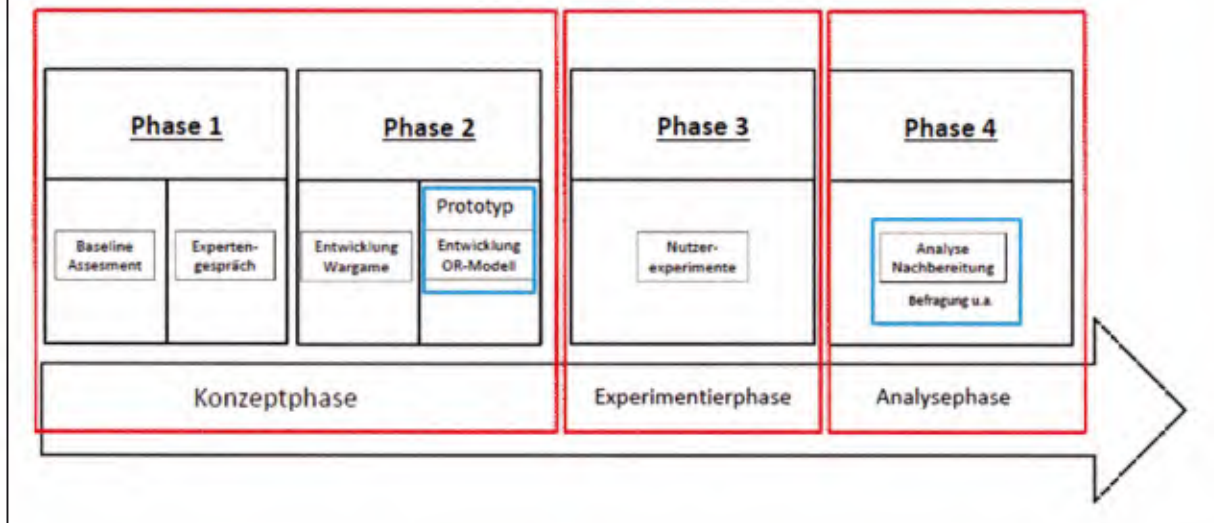 Phase 1
Phase 2
Phase 3
Phase 4
Baseline
Assesment
Experten-
gespräch
Entwicklung
Wargame
Prototyp
Entwicklung
OR-Modell
Nutzer-
experimente
Analyse
Nachbereitung
Befragung u.a.
Konzeptphase
Experimentierphase
Analysephase